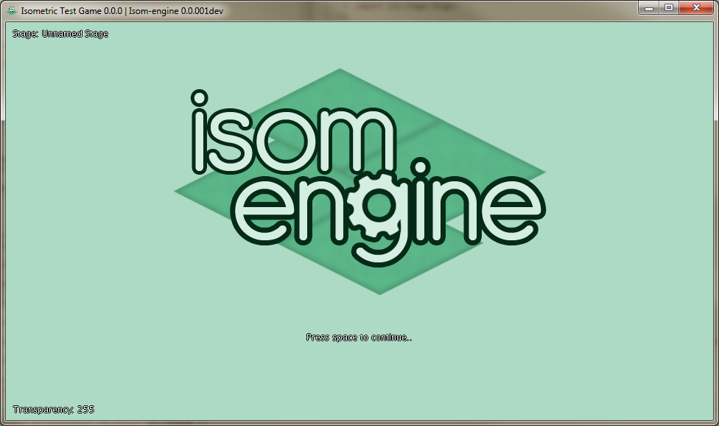 Isometric Test Game 0.0.0 | Isom-engine 0.0.001dev
Stage: Unnamed Stage
isom
engine
Press space to continue..
Transparency: 255